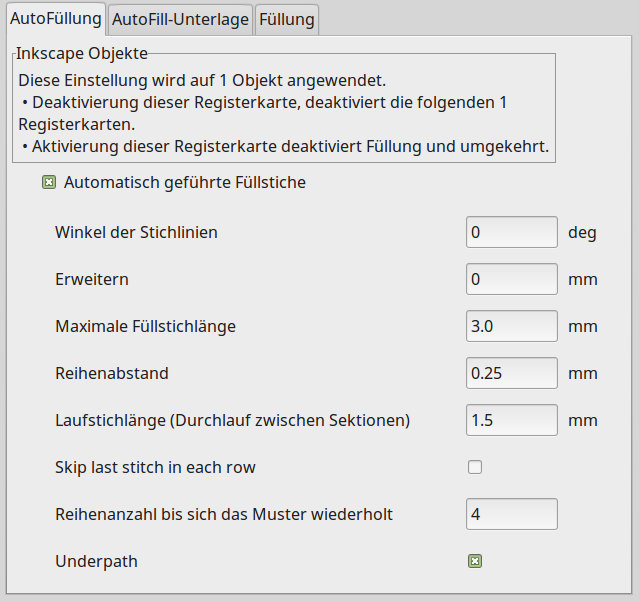 AutoFüllung AutoFill-Unterlage Füllung
Inkscape Objekte
Diese Einstellung wird auf 1 Objekt angewendet.
• Deaktivierung dieser Registerkarte, deaktiviert die folgenden 1
Registerkarten.
• Aktivierung dieser Registerkarte deaktiviert Füllung und umgekehrt.
Automatisch geführte Füllstiche
Winkel der Stichlinien 0 deg
Erweitern 0 mm
Maximale Füllstichlänge 3.0 mm
Reihenabstand 0.25 mm
Laufstichlänge (Durchlauf zwischen Sektionen) 1.5 mm
Skip last stitch in each row
Reihenanzahl bis sich das Muster wiederholt 4
Underpath